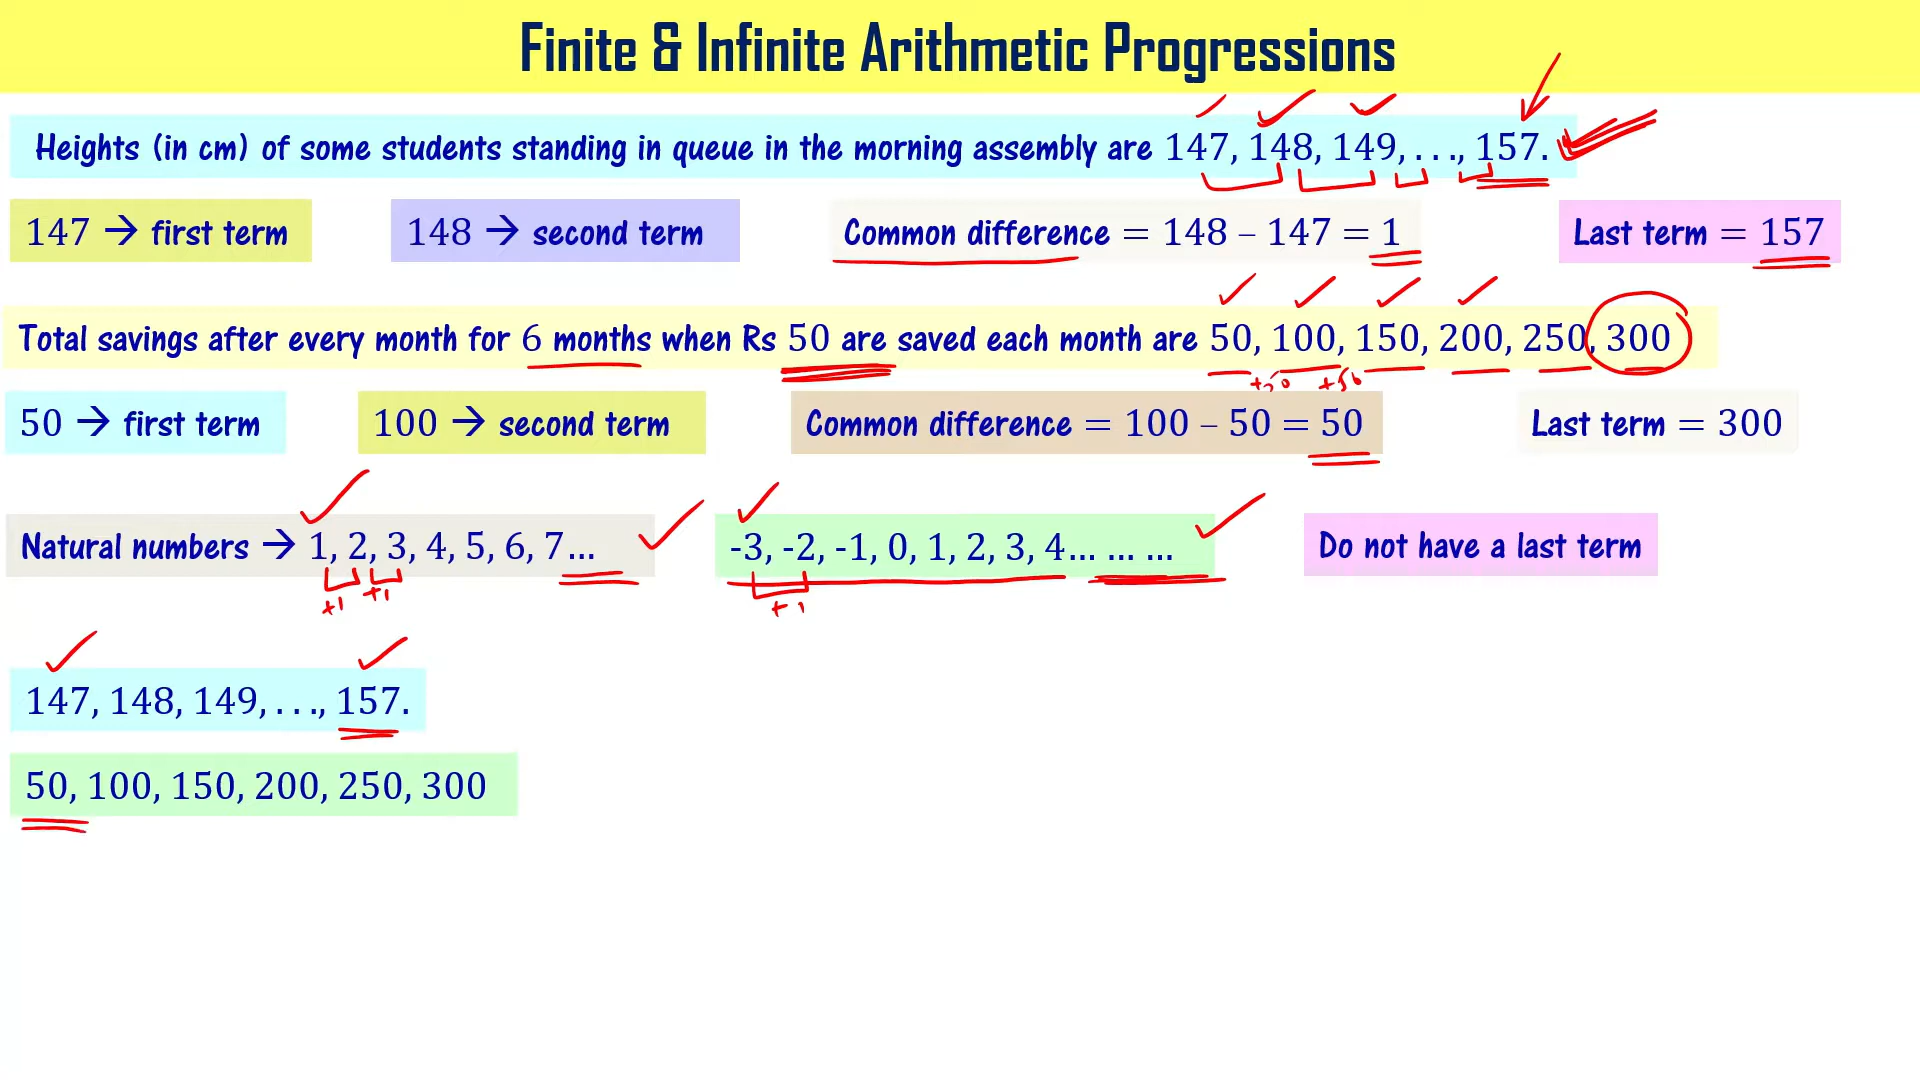 Finite & Infinite Arithmetic Progressions
Heights (in cm) of some students standing in queue in the morning assembly are 147, 148, 149, . . ., 157.
147 → first term 148 → second term Common difference = 148 – 147 = 1 Last term = 157
Total savings after every month for 6 months when Rs 50 are saved each month are 50, 100, 150, 200, 250, 300
+50 +50
50 → first term 100 → second term Common difference = 100 – 50 = 50 Last term = 300
Natural numbers → 1, 2, 3, 4, 5, 6, 7... -3, -2, -1, 0, 1, 2, 3, 4... ... ... Do not have a last term
+1 +1 +1
147, 148, 149, . . ., 157.
50, 100, 150, 200, 250, 300